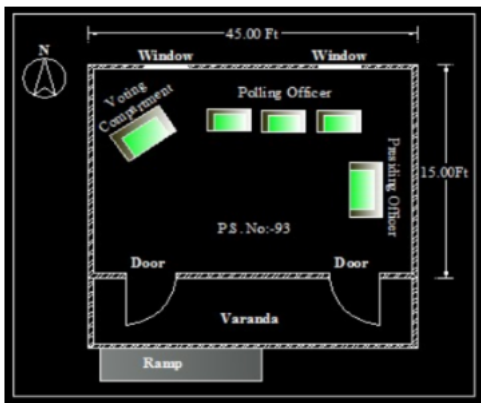 45.00 Ft
N
Window
Window
Voting
Compartment
Polling Officer
Presiding Officer
15.00Ft
P.S. No:-93
Door
Door
Varanda
Ramp